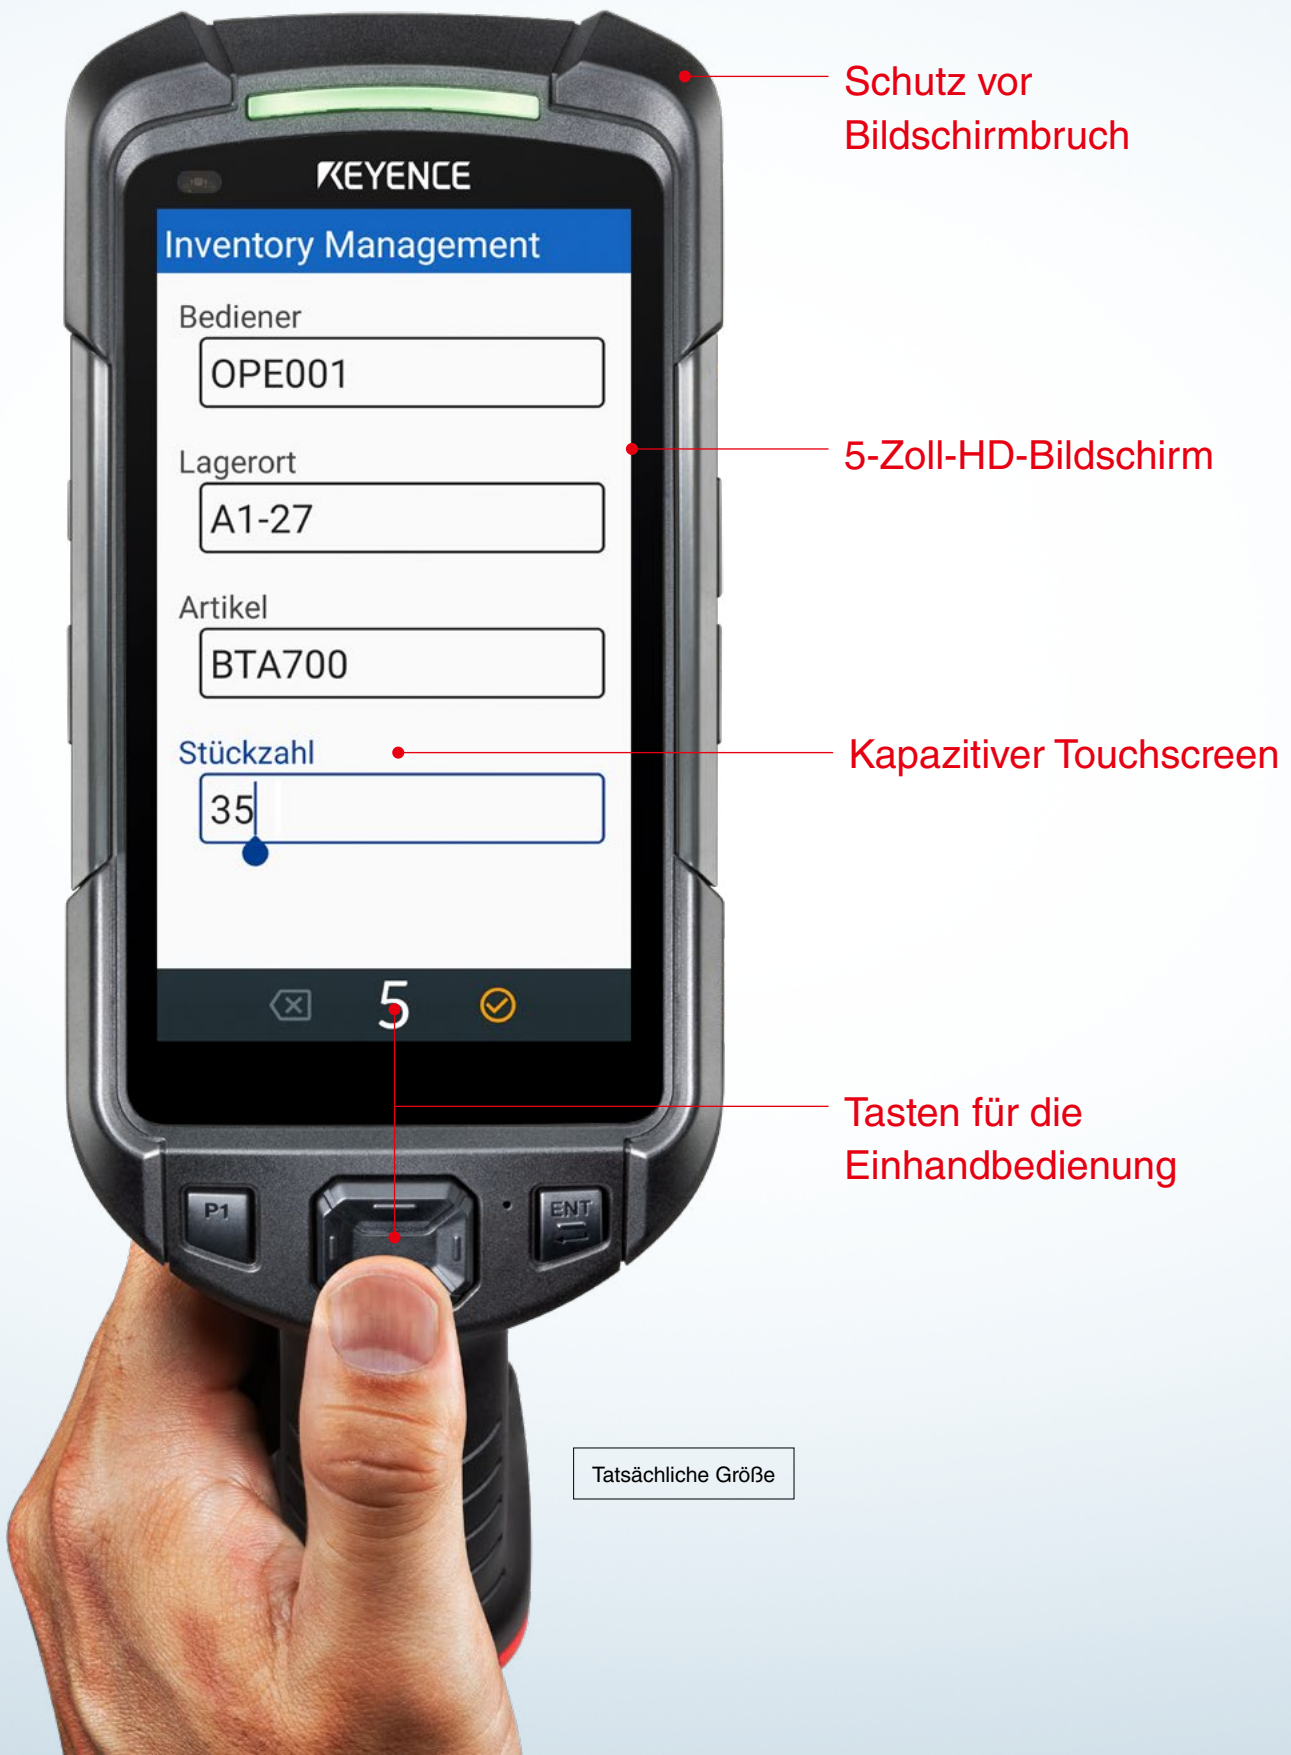 Schutz vor
Bildschirmbruch
KEYENCE
Inventory Management
Bediener
OPE001
5-Zoll-HD-Bildschirm
Lagerort
A1-27
Artikel
BTA700
Stückzahl
Kapazitiver Touchscreen
35
5
Tasten für die
Einhandbedienung
P1
ENT
Tatsächliche Größe